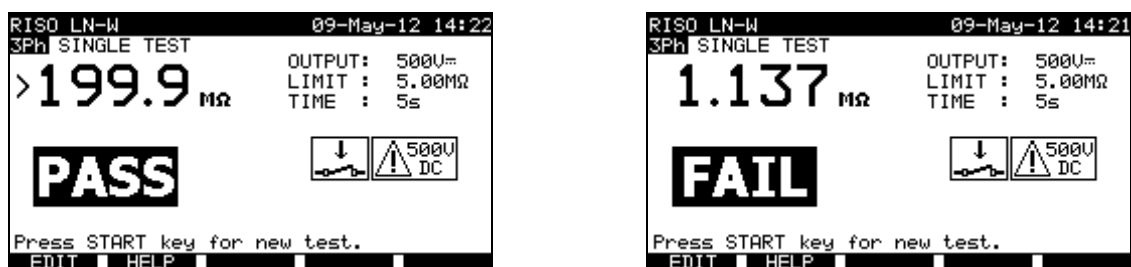 RISO LN-W 09-May-12 14:22
3Ph SINGLE TEST
>199.9 MΩ
OUTPUT: 500V⎓
LIMIT : 5.00MΩ
TIME : 5s
PASS
500V
DC
Press START key for new test.
EDIT HELP
RISO LN-W 09-May-12 14:21
3Ph SINGLE TEST
1.137 MΩ
OUTPUT: 500V⎓
LIMIT : 5.00MΩ
TIME : 5s
FAIL
500V
DC
Press START key for new test.
EDIT HELP